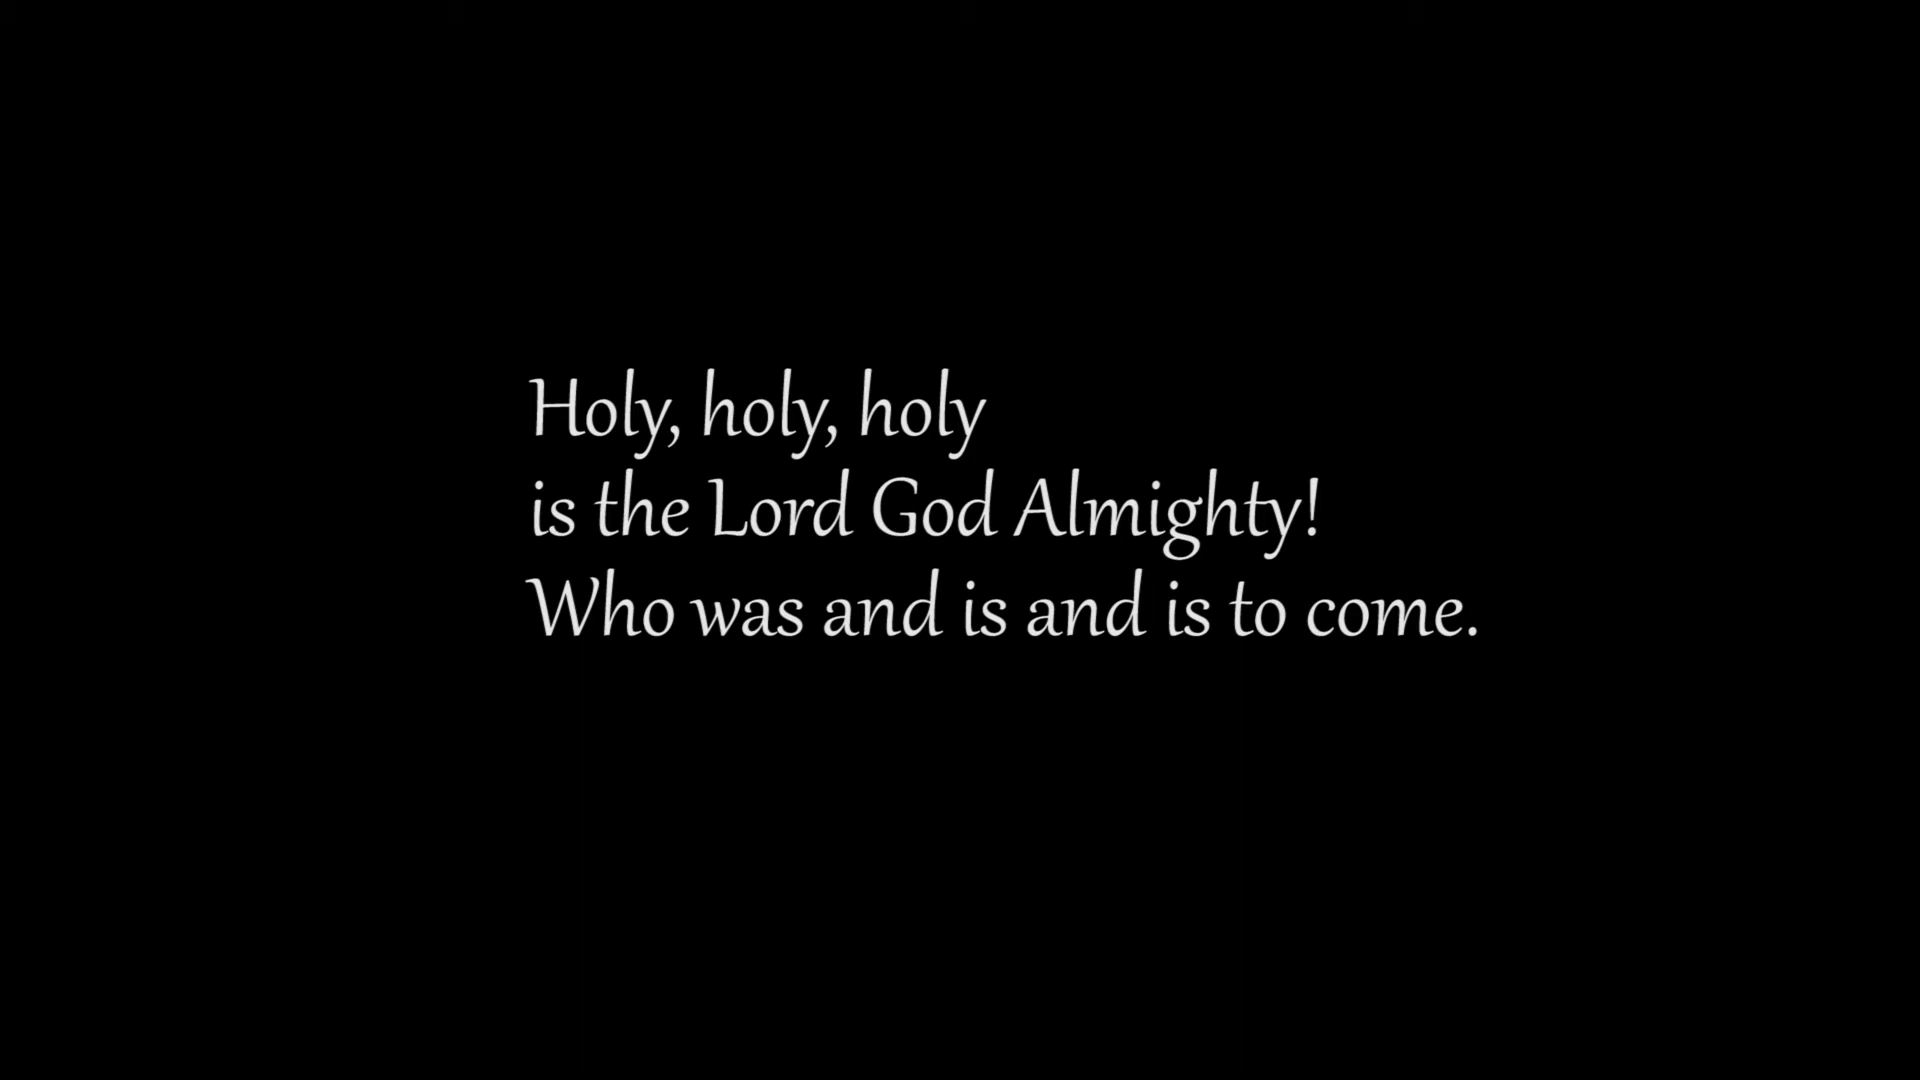 Holy, holy, holy
is the Lord God Almighty!
Who was and is and is to come.